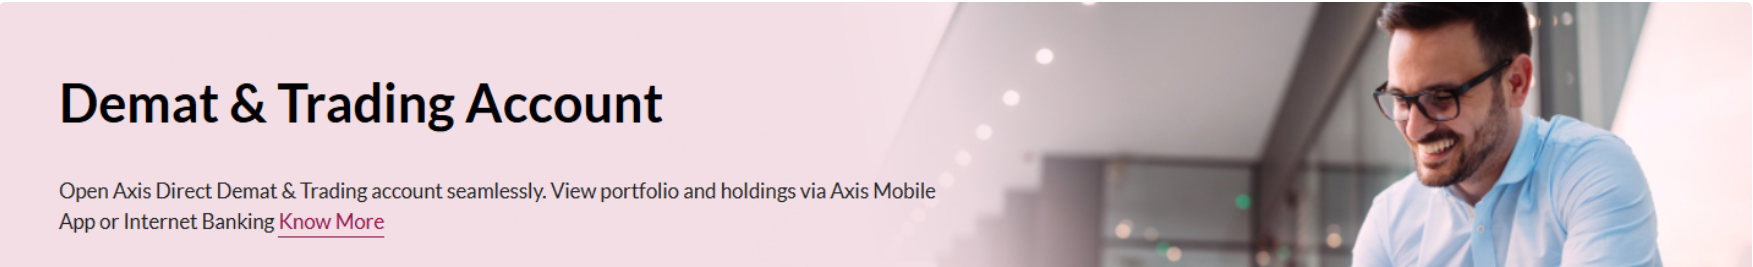 Demat & Trading Account
Open Axis Direct Demat & Trading account seamlessly. View portfolio and holdings via Axis Mobile
App or Internet Banking Know More